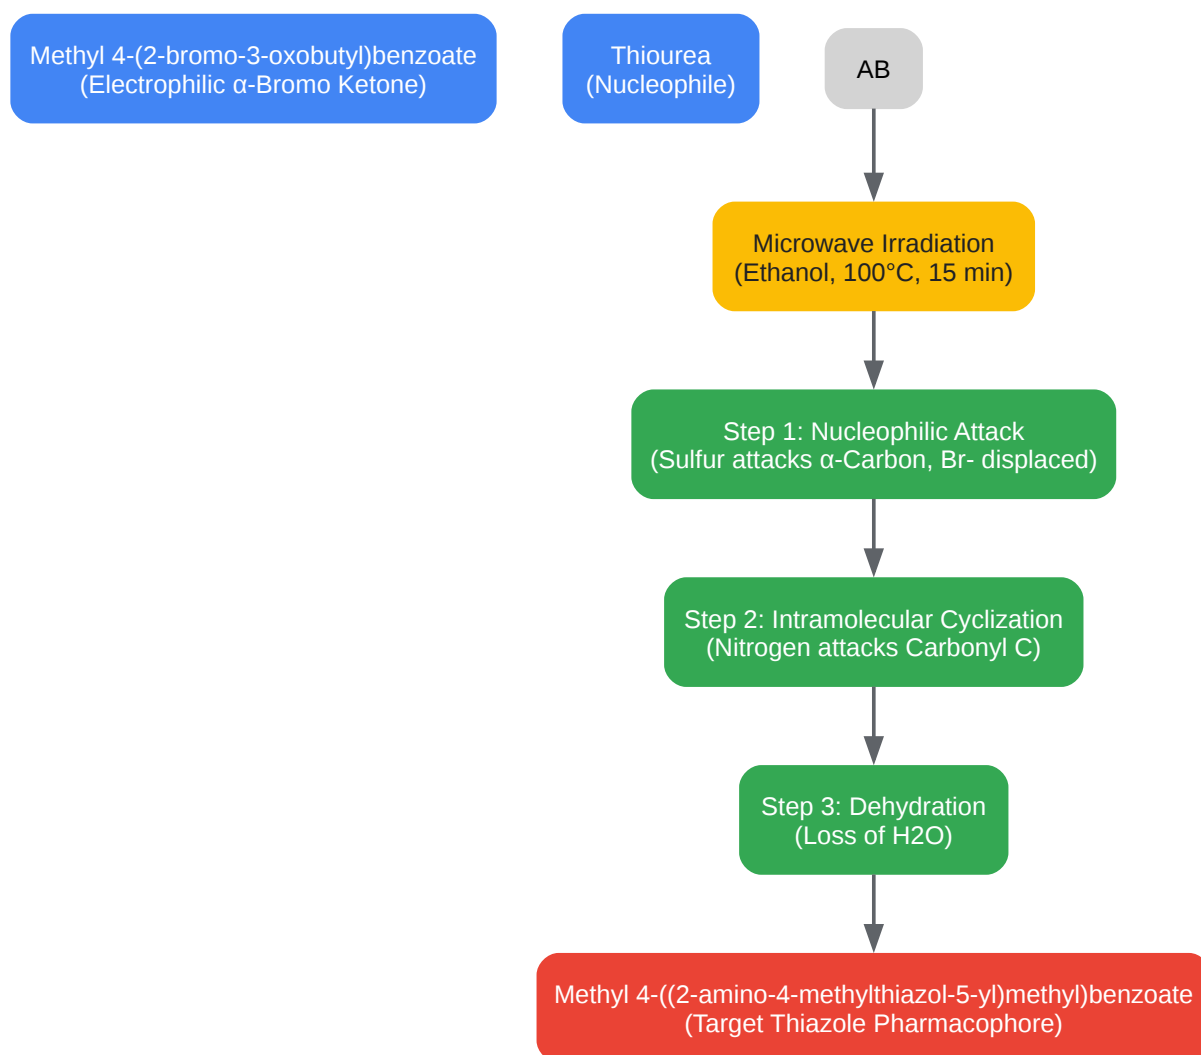 Methyl 4-(2-bromo-3-oxobutyl)benzoate
(Electrophilic α-Bromo Ketone)
Thiourea
(Nucleophile)
AB
Microwave Irradiation
(Ethanol, 100°C, 15 min)
Step 1: Nucleophilic Attack
(Sulfur attacks α-Carbon, Br- displaced)
Step 2: Intramolecular Cyclization
(Nitrogen attacks Carbonyl C)
Step 3: Dehydration
(Loss of H2O)
Methyl 4-((2-amino-4-methylthiazol-5-yl)methyl)benzoate
(Target Thiazole Pharmacophore)